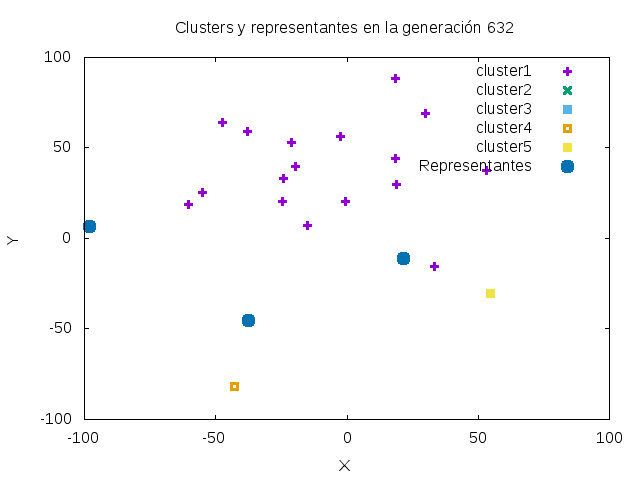 Clusters y representantes en la generación 632
100
cluster1
cluster2
cluster3
cluster4
50
cluster5
Representantes
0
Y
-50
-100
-100 -50 0 50 100
X